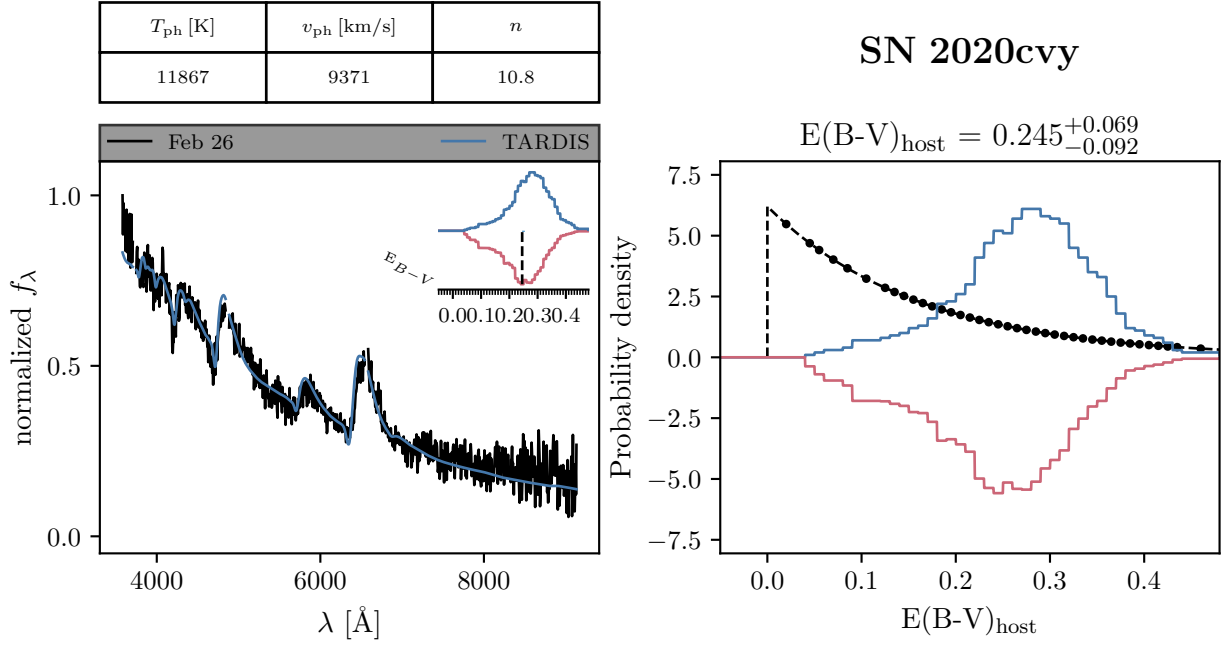 T_ph [K] v_ph [km/s] n
11867 9371 10.8
SN 2020cvy
Feb 26 TARDIS
E(B-V)_host = 0.245^{+0.069}_{-0.092}
normalized f_λ
1.0
0.5
0.0
4000 6000 8000
λ [Å]
E_{B-V}
0.00.10.20.30.4
Probability density
7.5
5.0
2.5
0.0
−2.5
−5.0
−7.5
0.0 0.1 0.2 0.3 0.4
E(B-V)_host